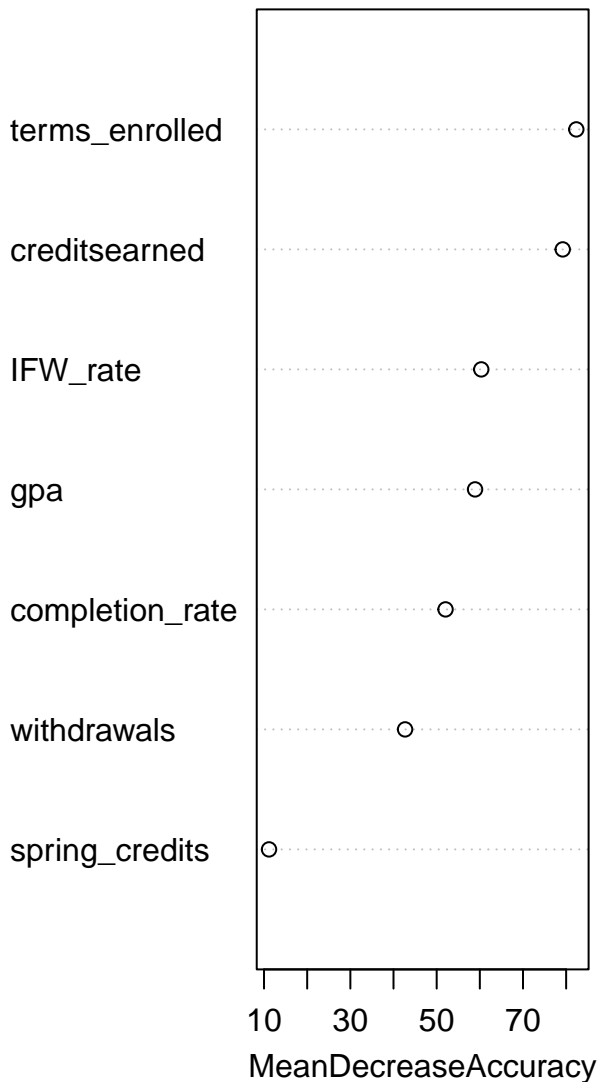 terms_enrolled
creditsearned
IFW_rate
gpa
completion_rate
withdrawals
spring_credits
10 30 50 70
MeanDecreaseAccuracy